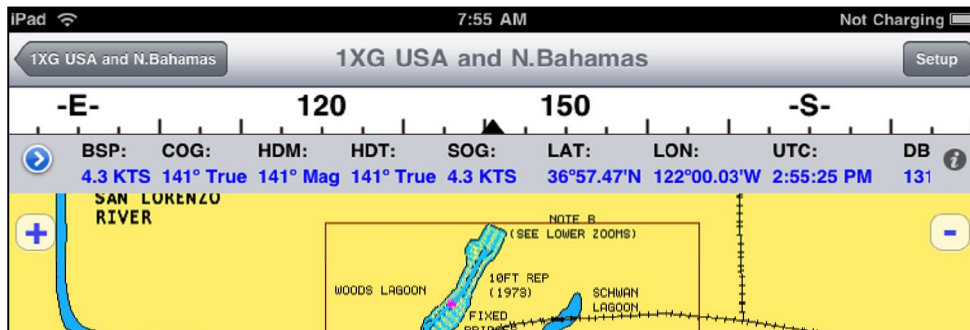 iPad 7:55 AM Not Charging
1XG USA and N.Bahamas 1XG USA and N.Bahamas Setup
-E- 120 150 -S-
BSP: COG: HDM: HDT: SOG: LAT: LON: UTC: DB
4.3 KTS 141° True 141° Mag 141° True 4.3 KTS 36°57.47'N 122°00.03'W 2:55:25 PM 131
SAN LORENZO
RIVER
+ -
NOTE B
(SEE LOWER ZOOMS)
10FT REP
(1973)
WOODS LAGOON
SCHWAN
LAGOON
FIXED